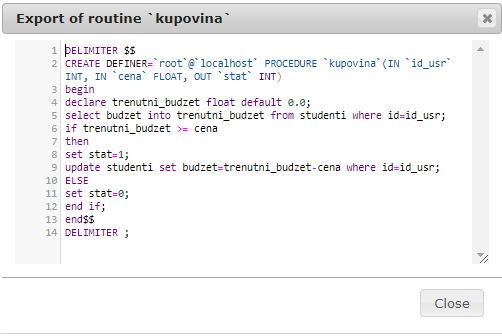 Export of routine `kupovina`
1 DELIMITER $$
2 CREATE DEFINER=`root`@`localhost` PROCEDURE `kupovina`(IN `id_usr`
INT, IN `cena` FLOAT, OUT `stat` INT)
3 begin
4 declare trenutni_budzet float default 0.0;
5 select budzet into trenutni_budzet from studenti where id=id_usr;
6 if trenutni_budzet >= cena
7 then
8 set stat=1;
9 update studenti set budzet=trenutni_budzet-cena where id=id_usr;
10 ELSE
11 set stat=0;
12 end if;
13 end$$
14 DELIMITER ;
Close